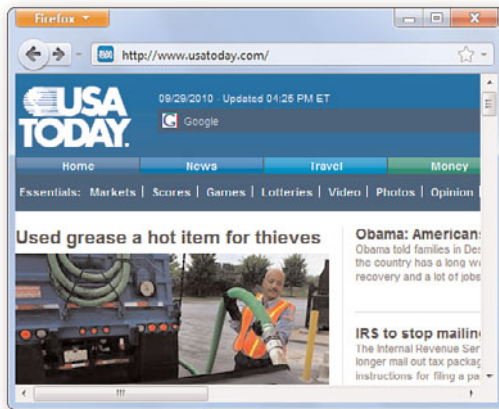 Firefox
http://www.usatoday.com/
USA
TODAY.
09/29/2010 - Updated 04:26 PM ET
Google
Home News Travel Money
Essentials: Markets | Scores | Games | Lotteries | Video | Photos | Opinion
Used grease a hot item for thieves
Obama: American
Obama told families in Des
the country has a long w
recovery and a lot of jobs
IRS to stop mailin
The Internal Revenue Ser
longer mail out tax packag
instructions for filing a pa